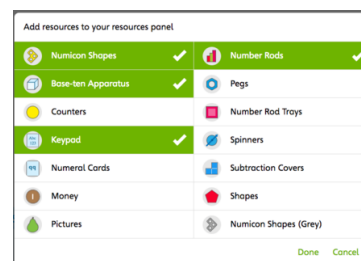 Add resources to your resources panel
Numicon Shapes
Number Rods
Base-ten Apparatus
Pegs
Counters
Number Rod Trays
Keypad
Spinners
Numeral Cards
Subtraction Covers
Money
Shapes
Pictures
Numicon Shapes (Grey)
Done Cancel